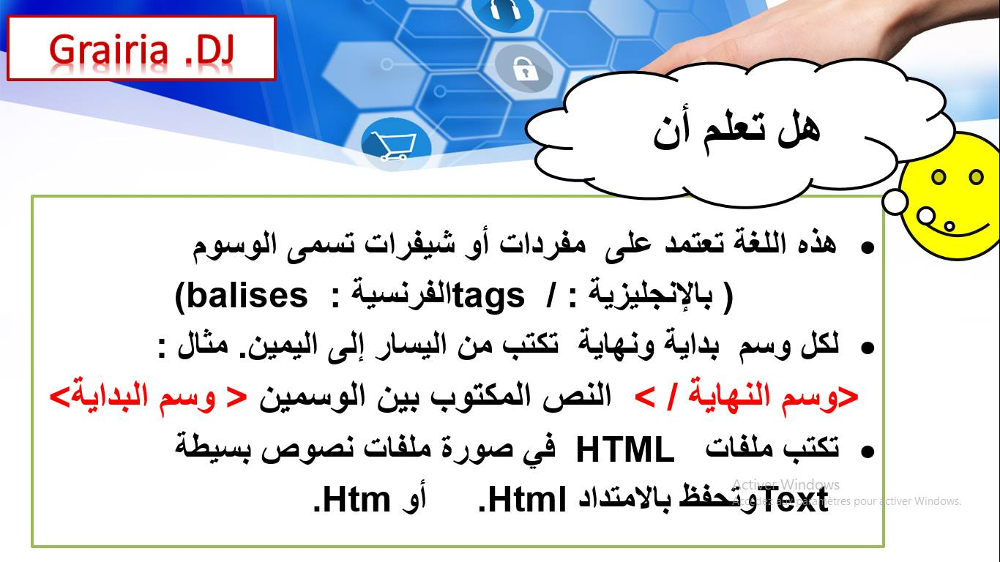 Grairia .DJ
هل تعلم أن
• هذه اللغة تعتمد على مفردات أو شيفرات تسمى الوسوم
( بالإنجليزية : tags / الفرنسية : balises)
• لكل وسم بداية ونهاية تكتب من اليسار إلى اليمين. مثال :
<وسم البداية > النص المكتوب بين الوسمين < / وسم النهاية>
• تكتب ملفات HTML في صورة ملفات نصوص بسيطة
Text وتحفظ بالامتداد .Html أو .Htm
Activer Windows
Accédez aux paramètres pour activer Windows.